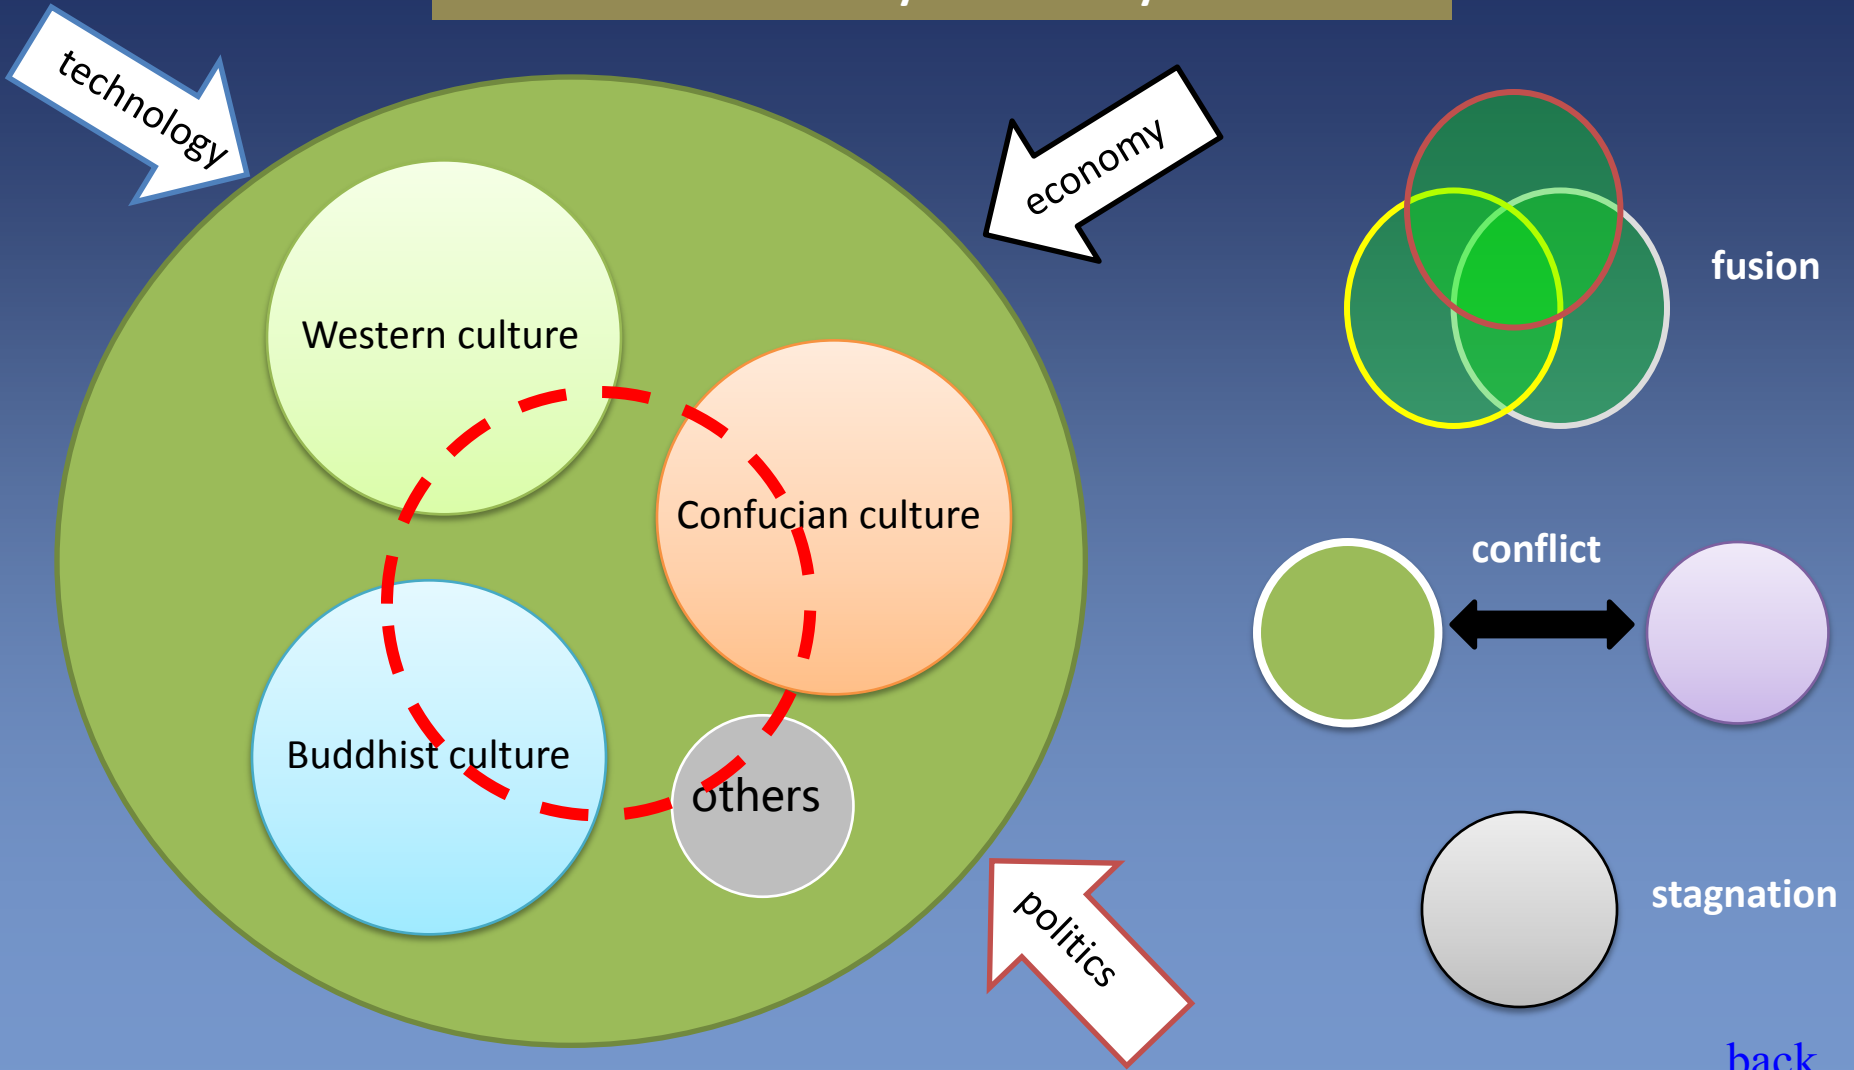 technology
economy
Western culture
Confucian culture
Buddhist culture
others
politics
fusion
conflict
stagnation
back